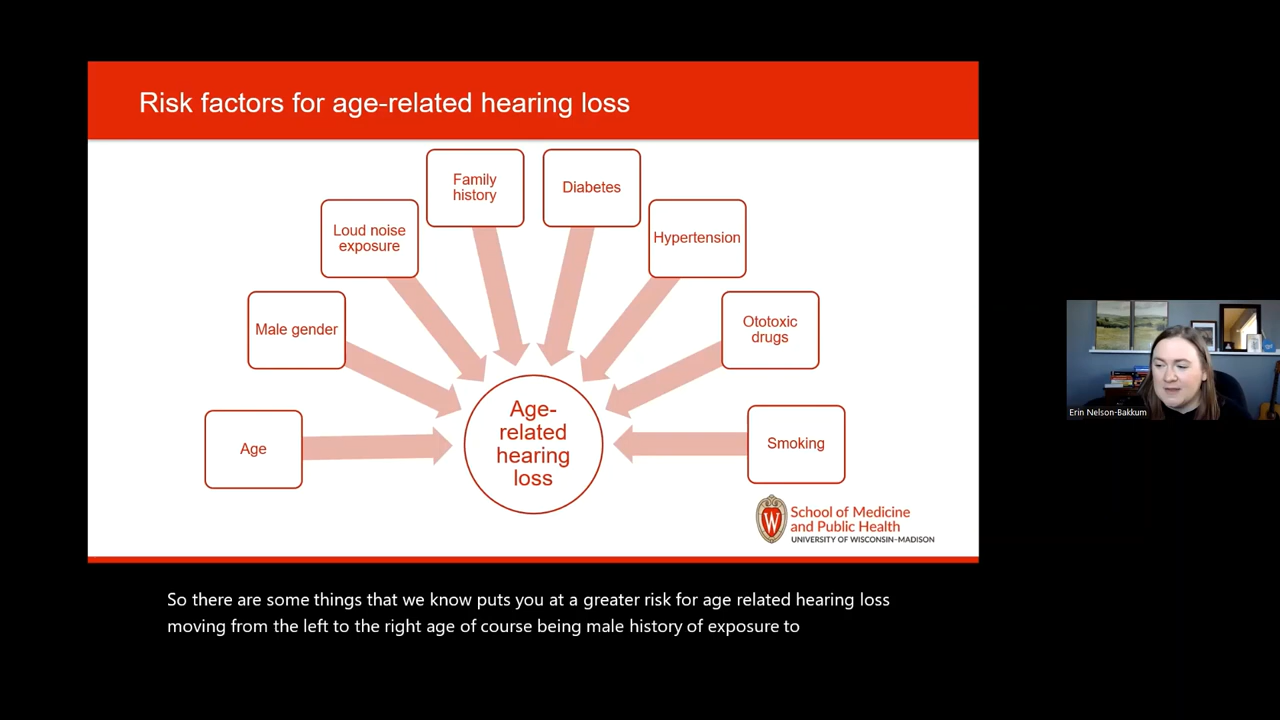 Risk factors for age-related hearing loss
Family
history
Diabetes
Loud noise
exposure
Hypertension
Male gender
Ototoxic
drugs
Age
Age-
related
hearing
loss
Smoking
W
School of Medicine
and Public Health
UNIVERSITY OF WISCONSIN–MADISON
Erin Nelson-Bakkum
So there are some things that we know puts you at a greater risk for age related hearing loss
moving from the left to the right age of course being male history of exposure to